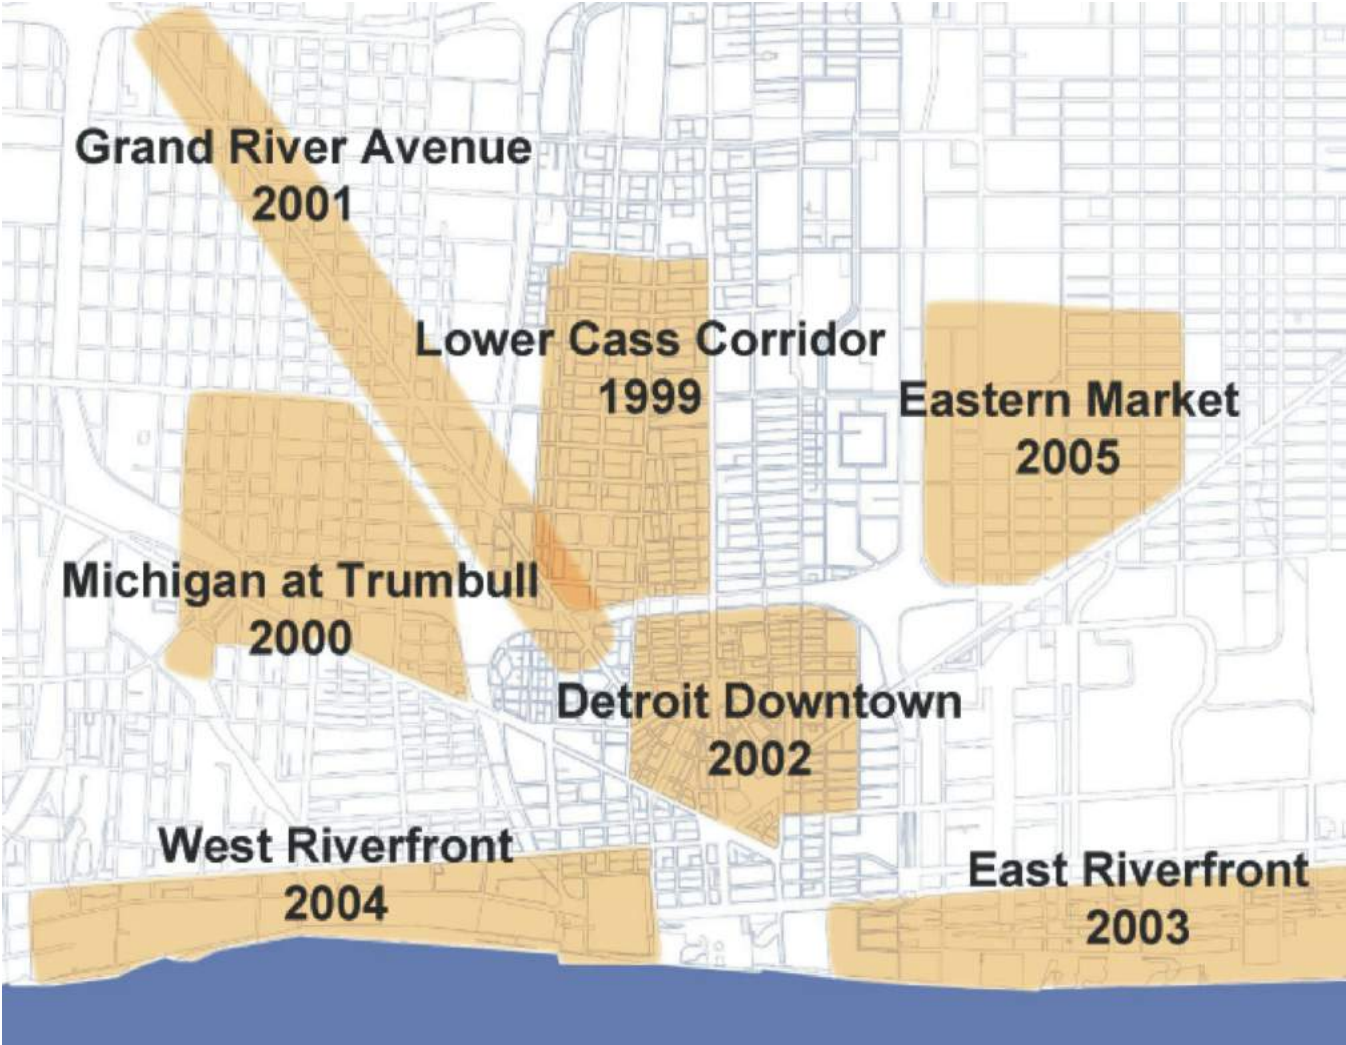 Grand River Avenue
2001
Lower Cass Corridor
1999
Eastern Market
2005
Michigan at Trumbull
2000
Detroit Downtown
2002
West Riverfront
2004
East Riverfront
2003